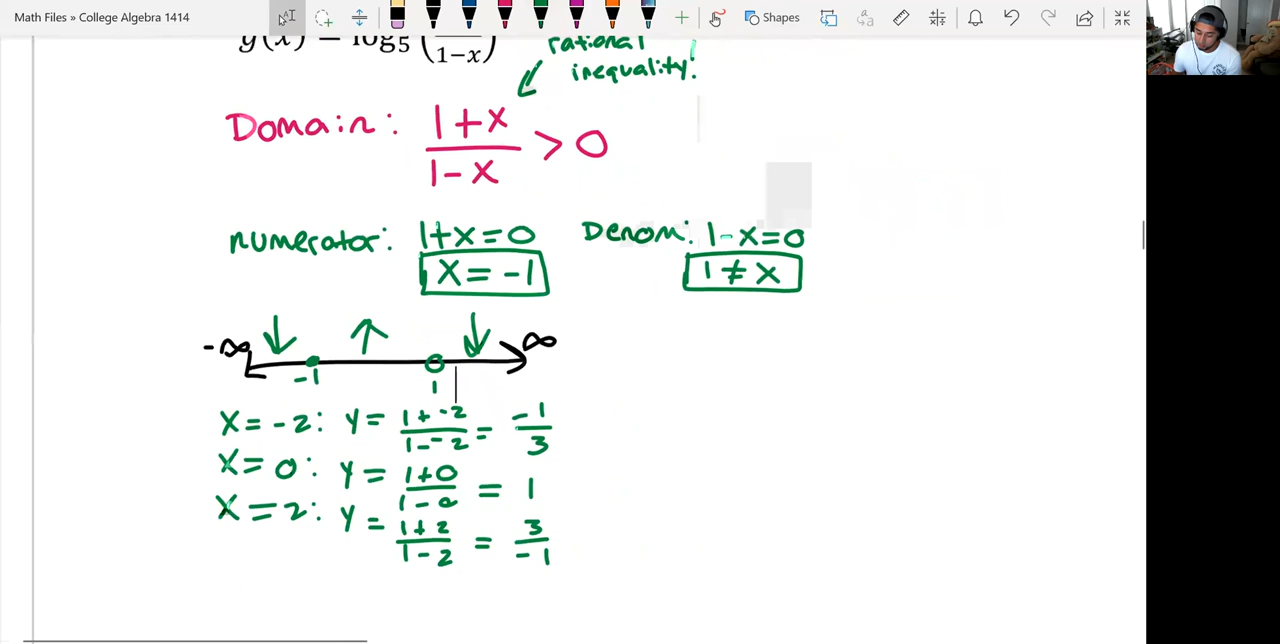 Math Files » College Algebra 1414
Shapes
y(x) = log5 (1-x)
rational
inequality!
Domain: 1+x / 1-x > 0
numerator: 1+x=0
x = -1
Denom: 1-x=0
1 ≠ x
-∞ ∞
-1 1
x=-2: y= 1+-2 / 1--2 = -1 / 3
x=0: y= 1+0 / 1-0 = 1
x=2: y= 1+2 / 1-2 = 3 / -1